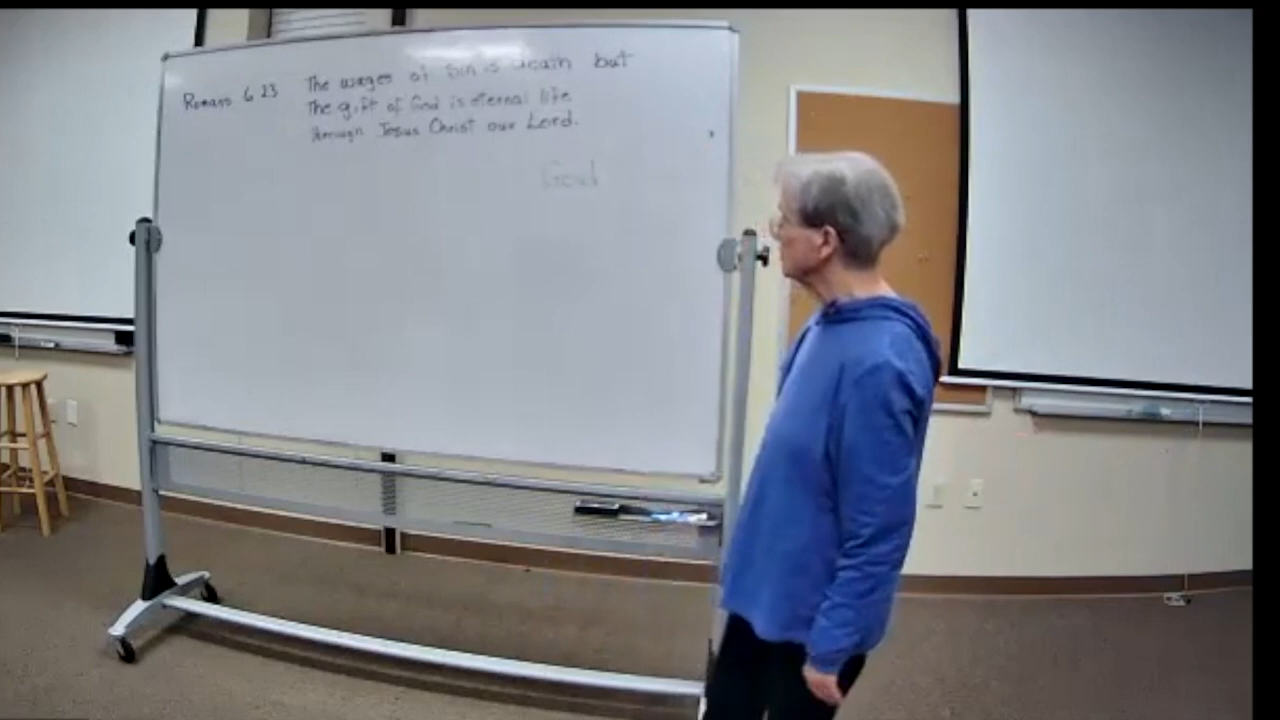 Romans 6 23 The wages of Sin is death but
The gift of God is eternal life
through Jesus Christ our Lord.
God